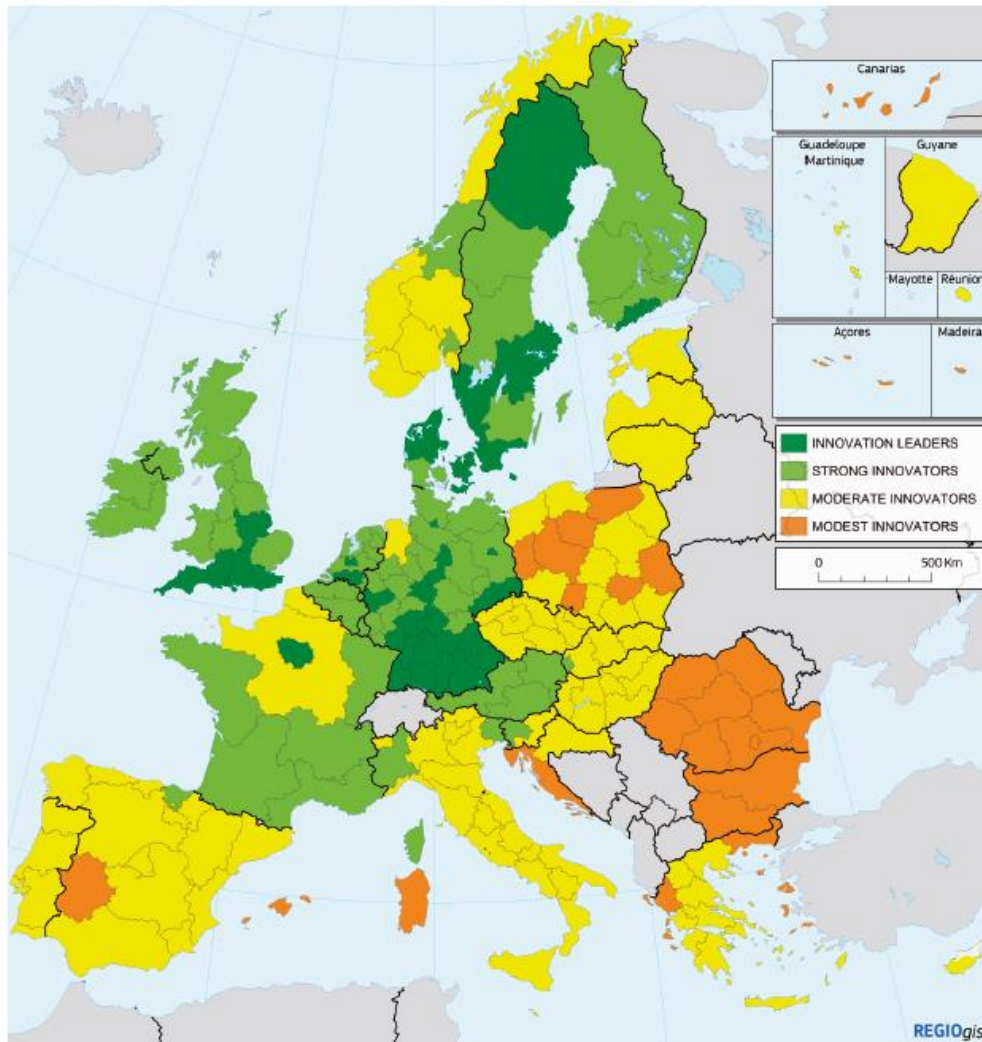 Canarias
Guadeloupe
Martinique
Guyane
Mayotte
Réunion
Açores
Madeira
INNOVATION LEADERS
STRONG INNOVATORS
MODERATE INNOVATORS
MODEST INNOVATORS
0 500 Km
REGIOgis